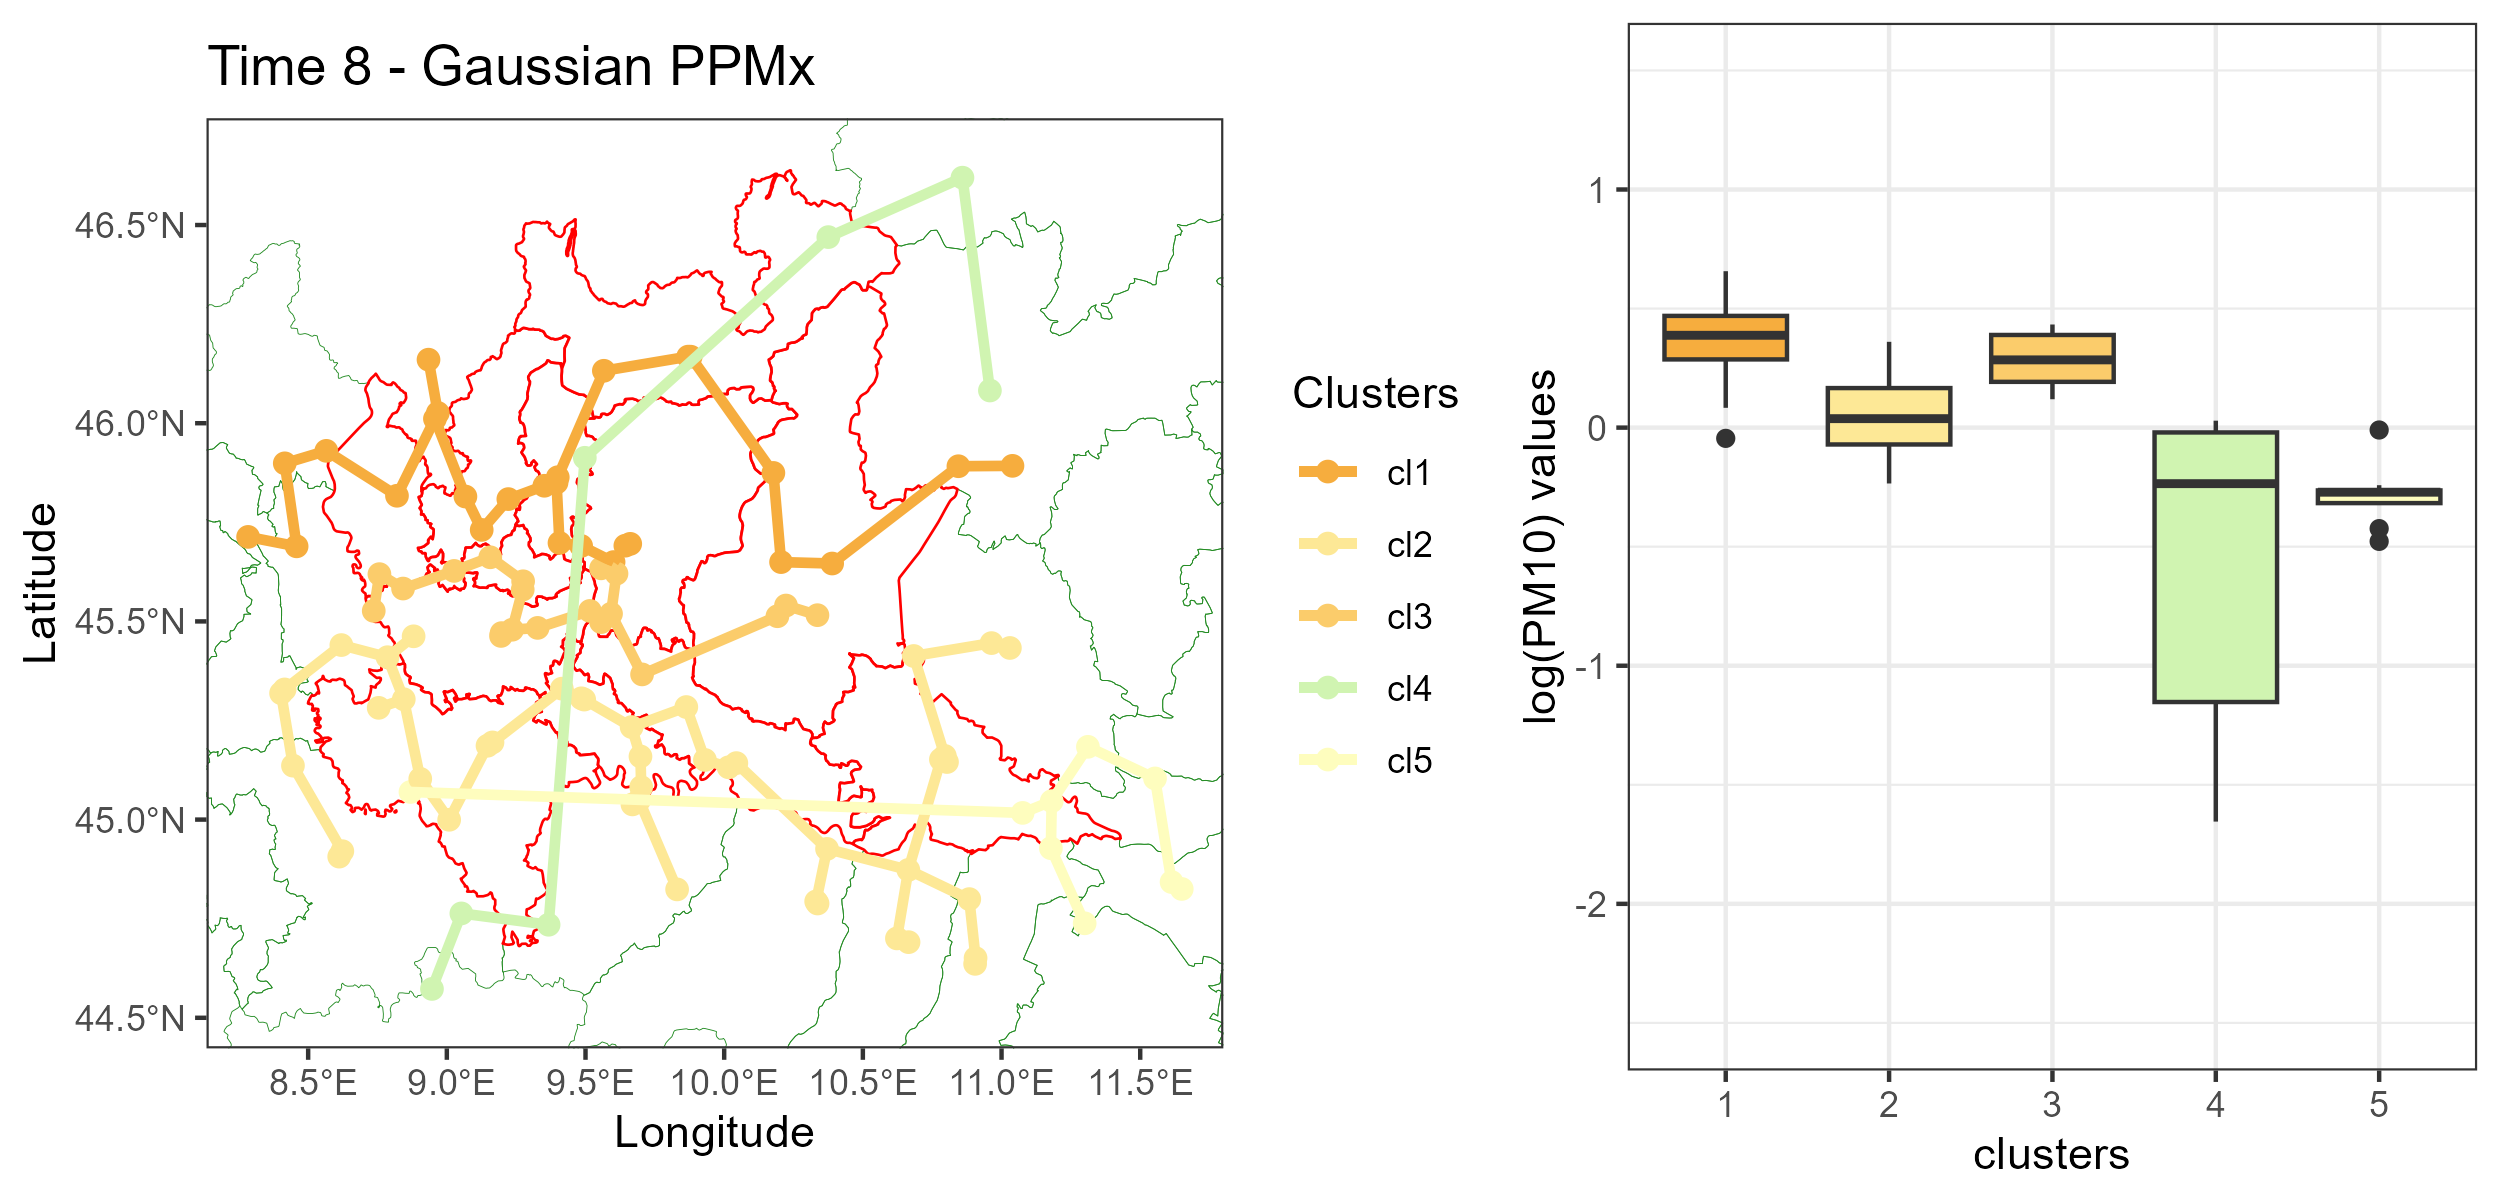 Time 8 - Gaussian PPMx
Latitude
46.5°N
46.0°N
45.5°N
45.0°N
44.5°N
8.5°E 9.0°E 9.5°E 10.0°E 10.5°E 11.0°E 11.5°E
Longitude
Clusters
cl1
cl2
cl3
cl4
cl5
log(PM10) values
1
0
-1
-2
1 2 3 4 5
clusters